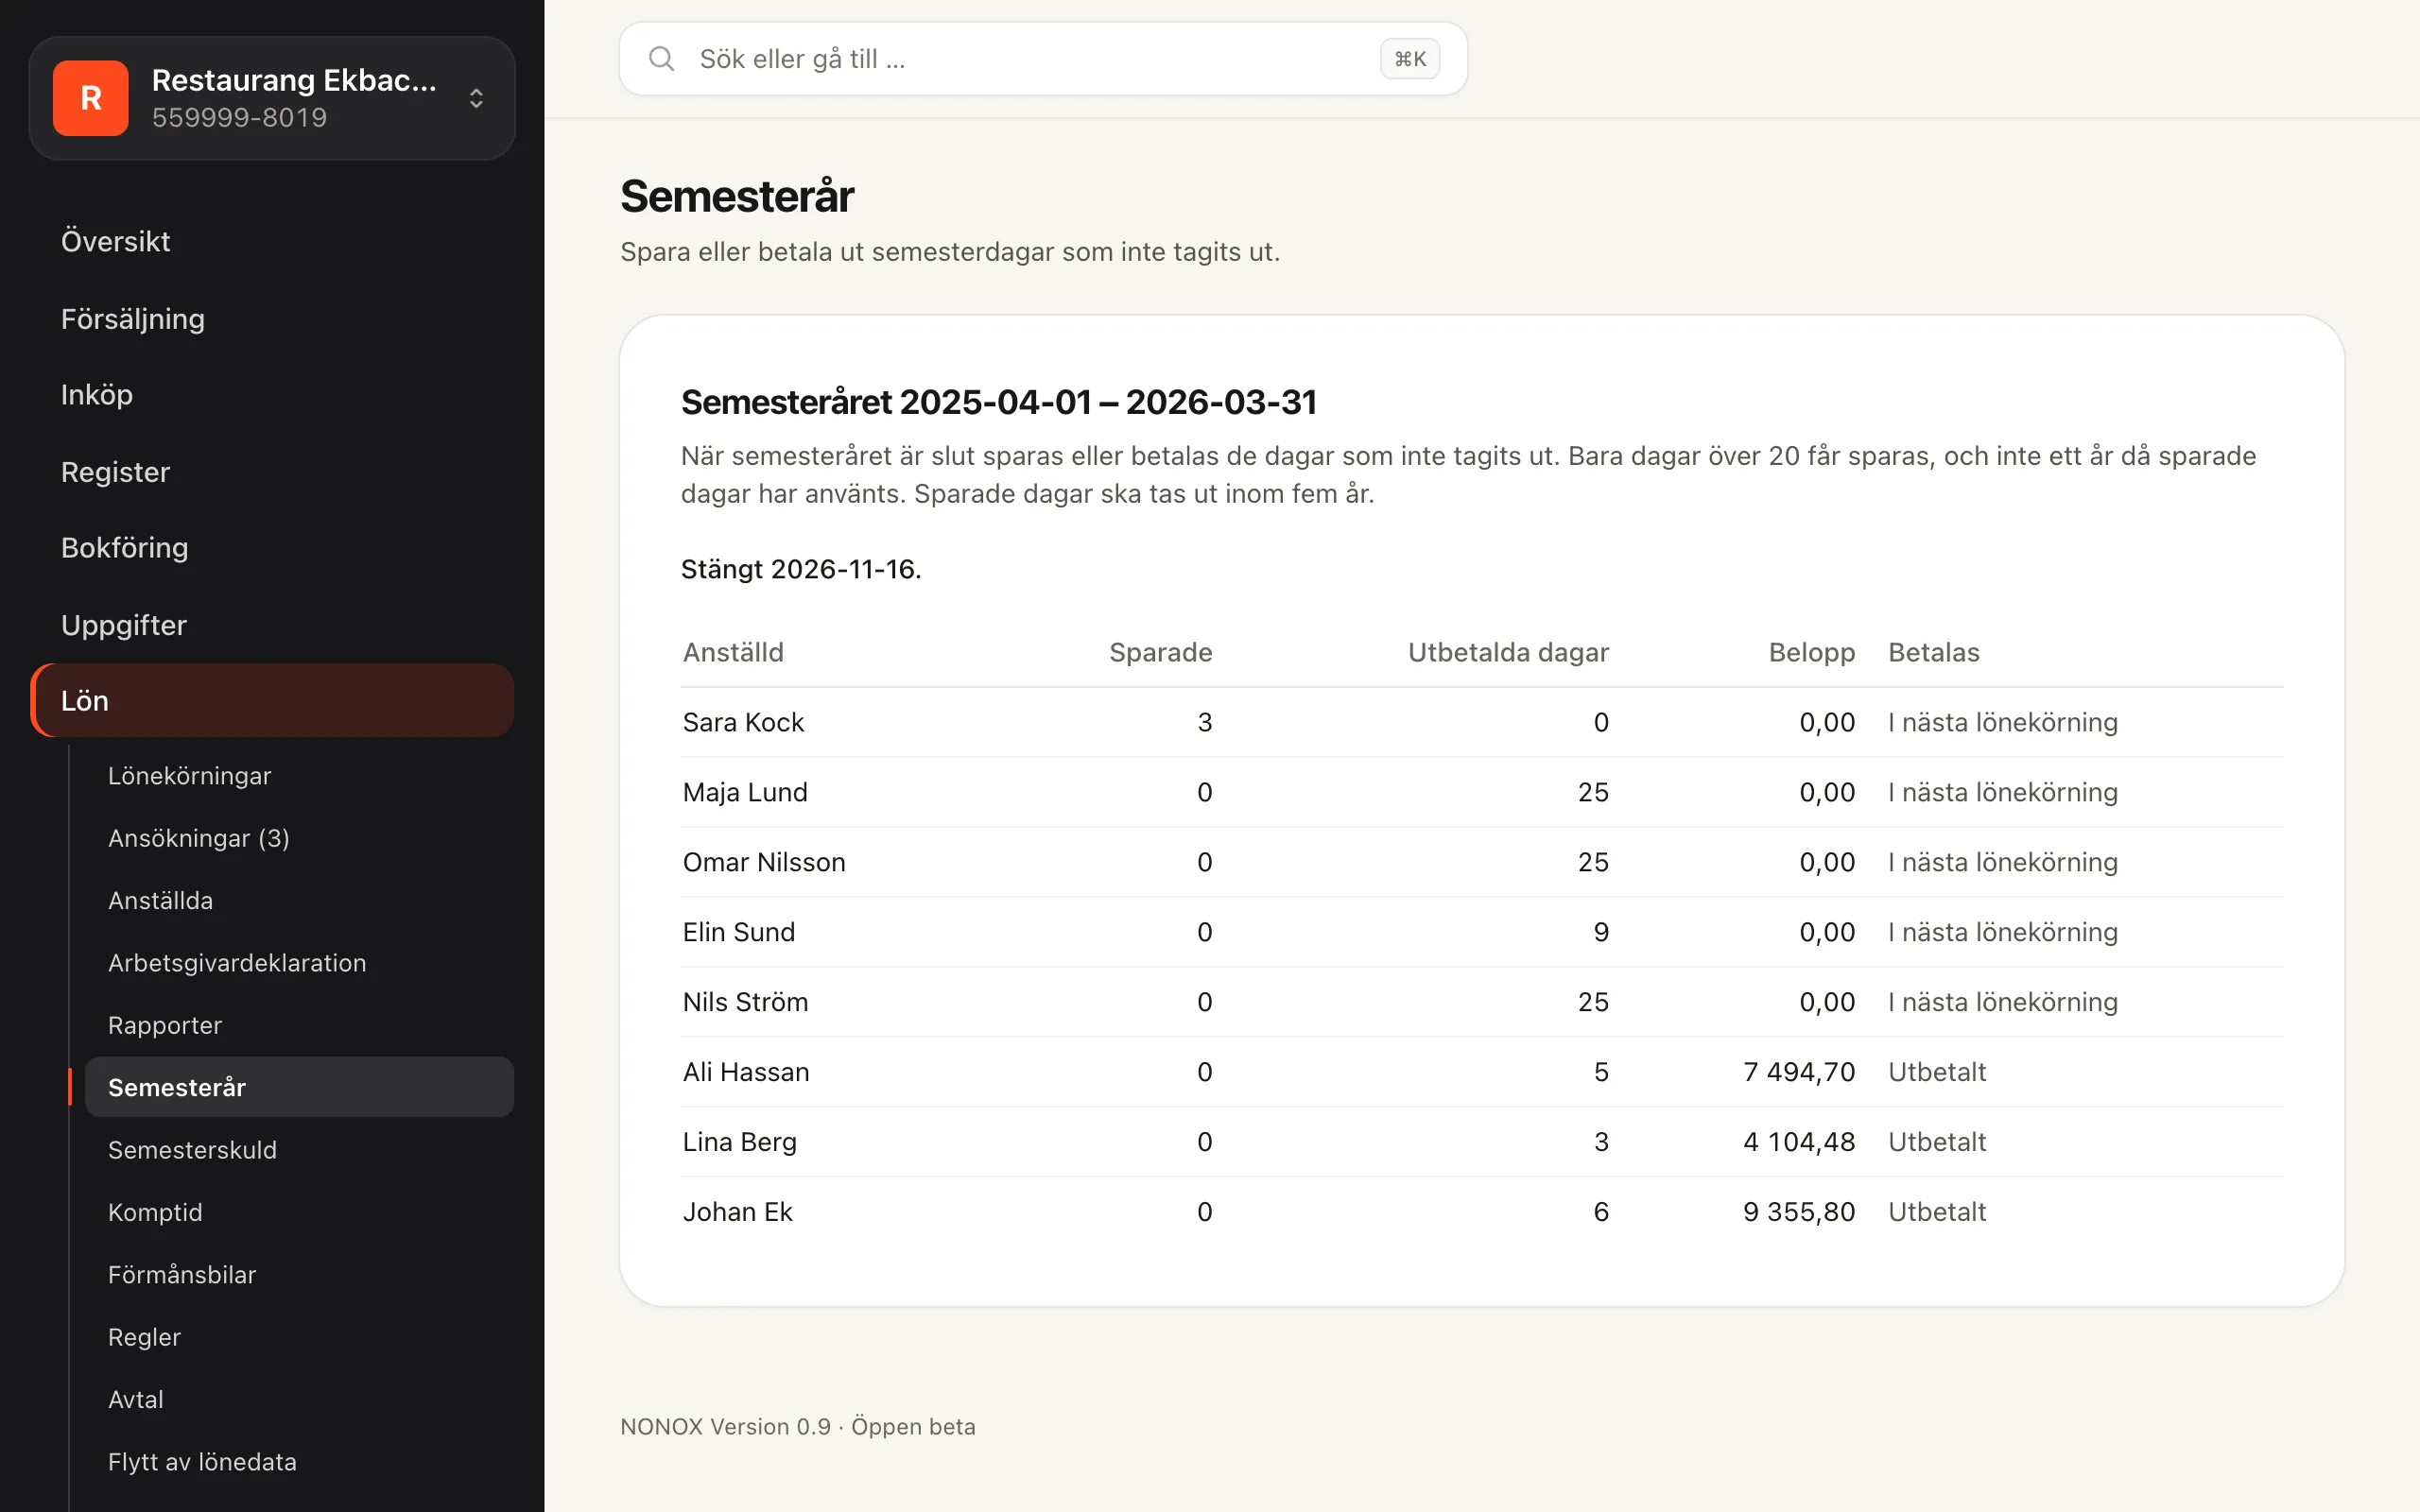 R
Restaurang Ekbac...
559999-8019
Översikt
Försäljning
Inköp
Register
Bokföring
Uppgifter
Lön
Lönekörningar
Ansökningar (3)
Anställda
Arbetsgivardeklaration
Rapporter
Semesterår
Semesterskuld
Komptid
Förmånsbilar
Regler
Avtal
Flytt av lönedata
Sök eller gå till ...
⌘K
Semesterår
Spara eller betala ut semesterdagar som inte tagits ut.
Semesteråret 2025-04-01 – 2026-03-31
När semesteråret är slut sparas eller betalas de dagar som inte tagits ut. Bara dagar över 20 får sparas, och inte ett år då sparade
dagar har använts. Sparade dagar ska tas ut inom fem år.
Stängt 2026-11-16.
Anställd Sparade Utbetalda dagar Belopp Betalas
Sara Kock 3 0 0,00 I nästa lönekörning
Maja Lund 0 25 0,00 I nästa lönekörning
Omar Nilsson 0 25 0,00 I nästa lönekörning
Elin Sund 0 9 0,00 I nästa lönekörning
Nils Ström 0 25 0,00 I nästa lönekörning
Ali Hassan 0 5 7 494,70 Utbetalt
Lina Berg 0 3 4 104,48 Utbetalt
Johan Ek 0 6 9 355,80 Utbetalt
NONOX Version 0.9 · Öppen beta